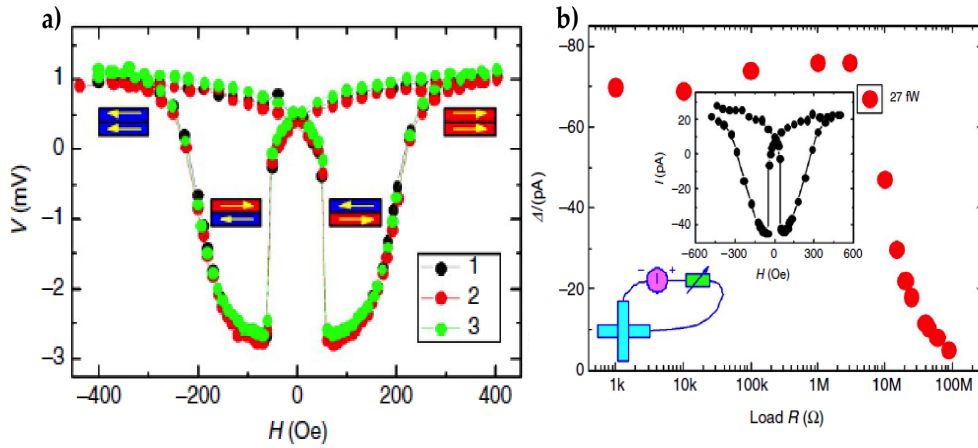 a)
1
0
–1
–2
–3
V (mV)
–400
–200
0
200
400
H (Oe)
1
2
3
b)
–80
–60
–40
–20
0
ΔI(pA)
1k
10k
100k
1M
10M
100M
Load R (Ω)
27 fW
20
0
–20
–40
I (pA)
–600
–300
0
300
600
H (Oe)
–
+
I